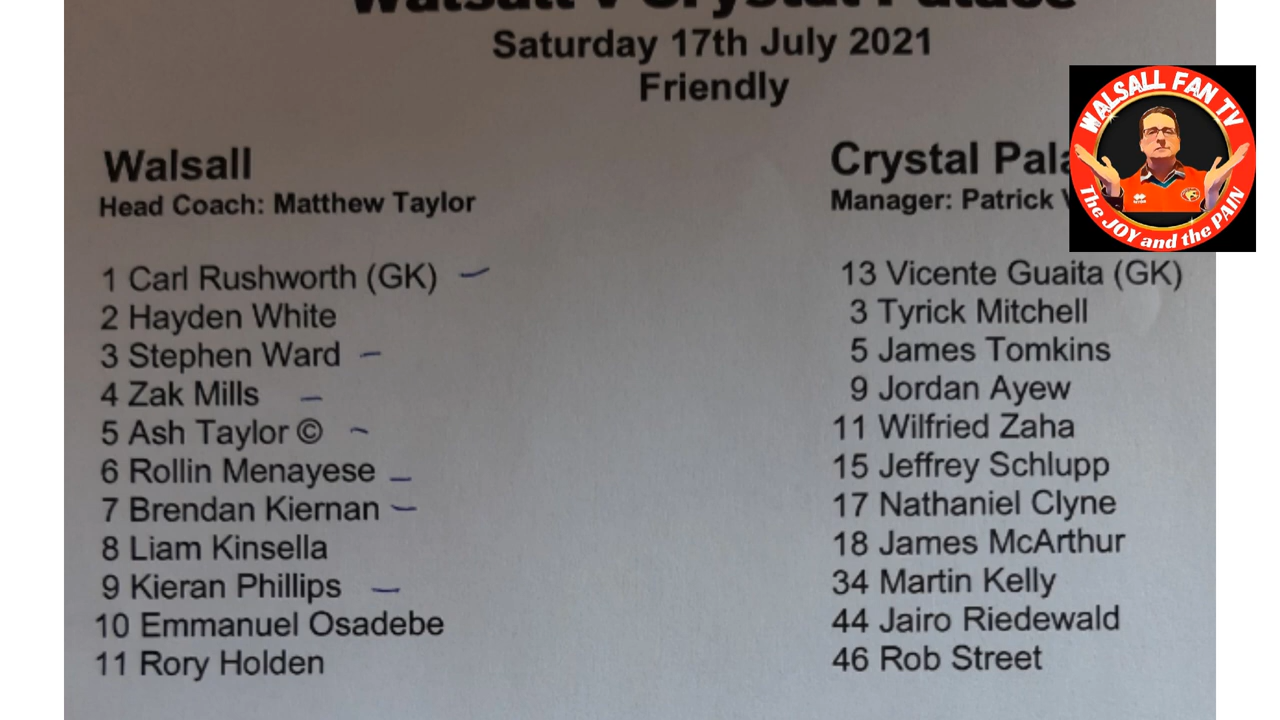 Walsall v Crystal Palace
Saturday 17th July 2021
Friendly
WALSALL FAN TV
The JOY and the PAIN
Walsall
Head Coach: Matthew Taylor
1 Carl Rushworth (GK)
2 Hayden White
3 Stephen Ward
4 Zak Mills
5 Ash Taylor ©
6 Rollin Menayese
7 Brendan Kiernan
8 Liam Kinsella
9 Kieran Phillips
10 Emmanuel Osadebe
11 Rory Holden
Crystal Pala
Manager: Patrick
13 Vicente Guaita (GK)
3 Tyrick Mitchell
5 James Tomkins
9 Jordan Ayew
11 Wilfried Zaha
15 Jeffrey Schlupp
17 Nathaniel Clyne
18 James McArthur
34 Martin Kelly
44 Jairo Riedewald
46 Rob Street